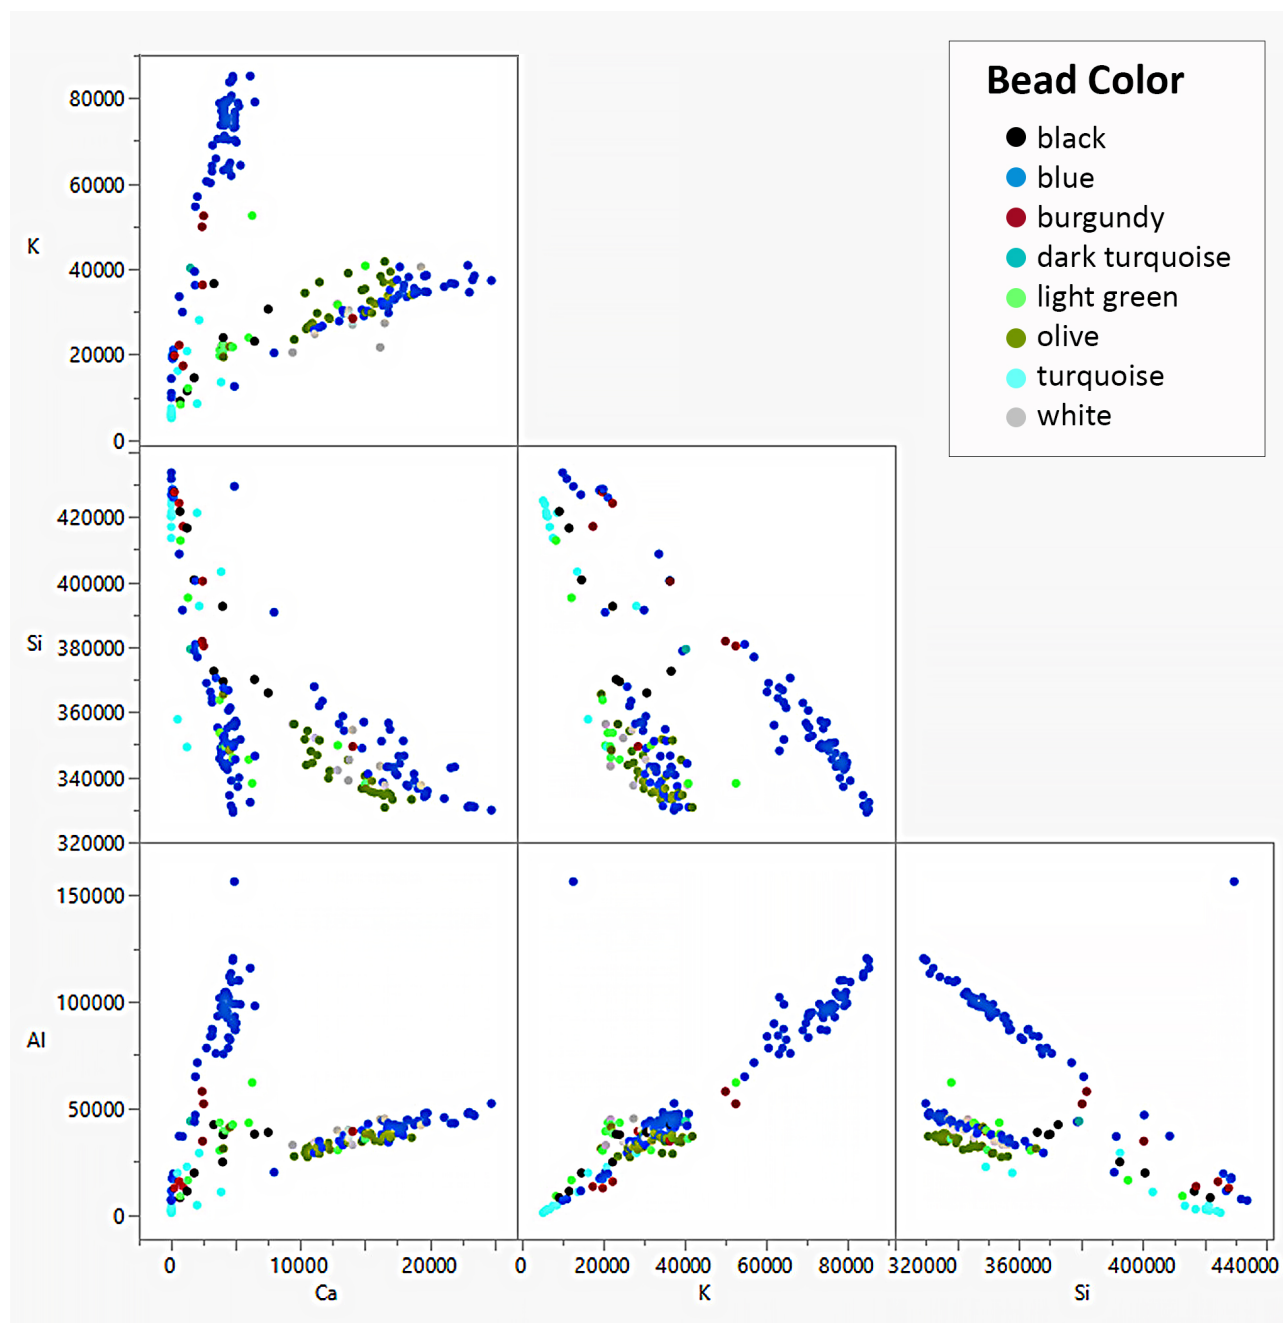 Bead Color
black
blue
burgundy
dark turquoise
light green
olive
turquoise
white
80000
60000
K
40000
20000
0
420000
400000
Si
380000
360000
340000
320000
150000
100000
Al
50000
0
0 10000 20000 0 20000 40000 60000 80000 320000 360000 400000 440000
Ca K Si